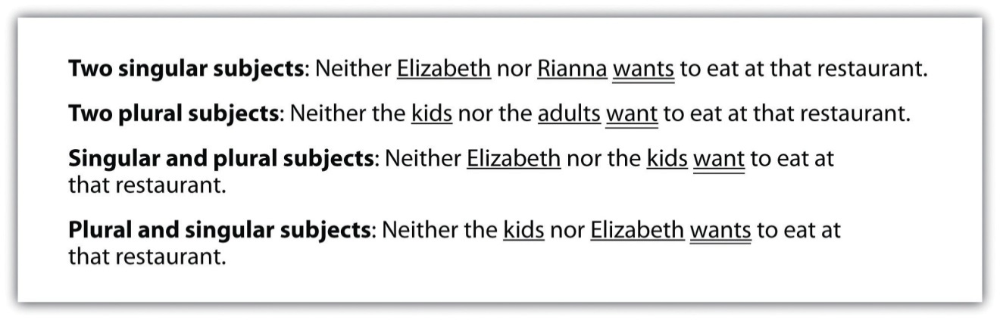 Two singular subjects: Neither Elizabeth nor Rianna wants to eat at that restaurant.
Two plural subjects: Neither the kids nor the adults want to eat at that restaurant.
Singular and plural subjects: Neither Elizabeth nor the kids want to eat at
that restaurant.
Plural and singular subjects: Neither the kids nor Elizabeth wants to eat at
that restaurant.